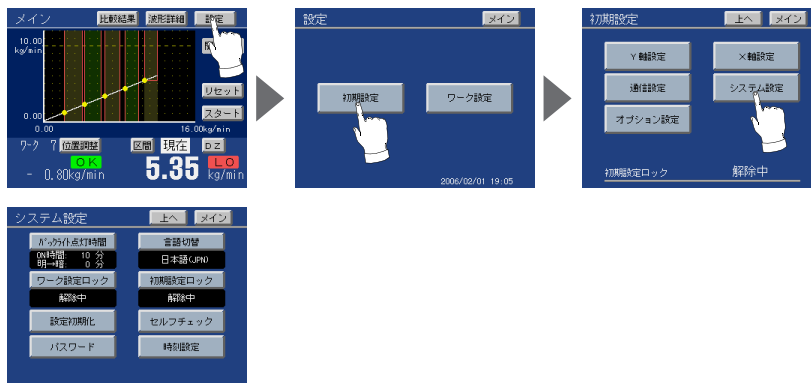 メイン 比較結果 波形詳細 設定
10.00
kg/min
リセット
0.00 スタート
0.00 16.00kg/min
ワーク 7 位置調整 区間 現在 DZ
OK LO
- 0.80kg/min 5.35 kg/min
設定 メイン
初期設定 ワーク設定
2006/02/01 19:05
初期設定 上へ メイン
Y軸設定 X軸設定
通信設定 システム設定
オプション設定
初期設定ロック 解除中
システム設定 上へ メイン
バックライト点灯時間 言語切替
ON時間: 10 分 日本語(JPN)
明→暗: 0 分
ワーク設定ロック 初期設定ロック
解除中 解除中
設定初期化 セルフチェック
パスワード 時刻設定